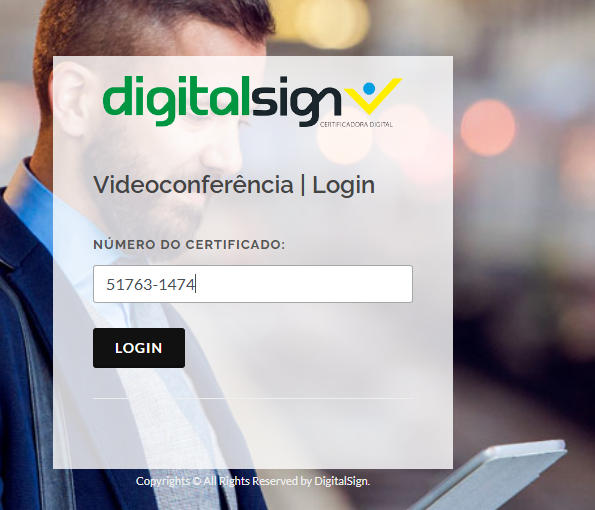 digitalsign
CERTIFICADORA DIGITAL
Videoconferência | Login
NÚMERO DO CERTIFICADO:
51763-1474
LOGIN
Copyrights © All Rights Reserved by DigitalSign.